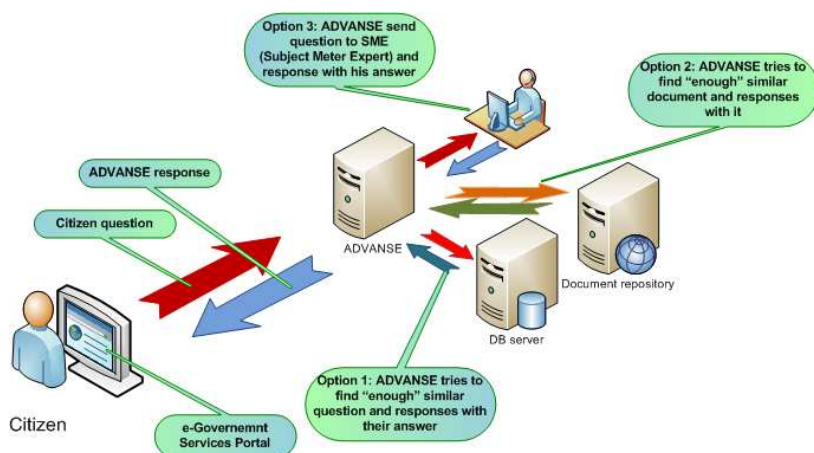 Option 3: ADVANSE send
question to SME
(Subject Meter Expert) and
response with his answer
Option 2: ADVANSE tries to
find “enough” similar
document and responses
with it
ADVANSE response
Citizen question
ADVANSE
Document repository
DB server
Option 1: ADVANSE tries to
find “enough” similar
question and responses with
their answer
Citizen
e-Governemnt
Services Portal